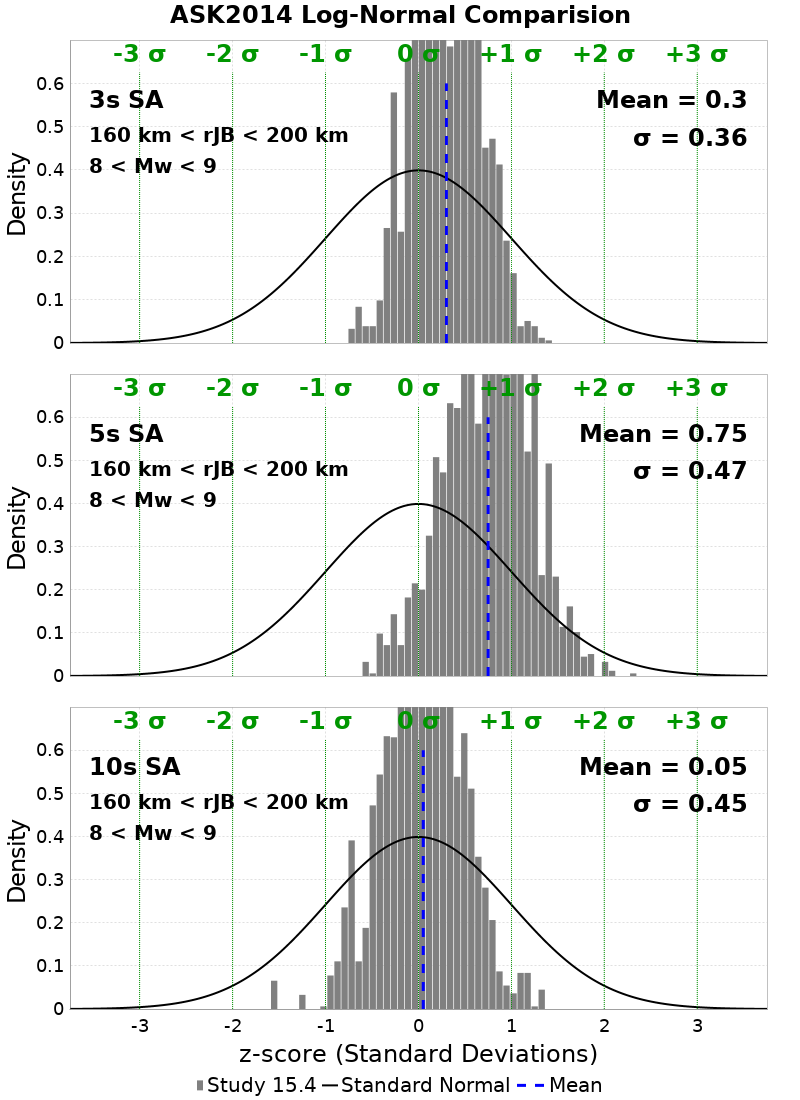 ASK2014 Log-Normal Comparision
-3 σ -2 σ -1 σ 0 σ +1 σ +2 σ +3 σ
0.6
3s SA
Mean = 0.3
0.5
160 km < rJB < 200 km
σ = 0.36
8 < Mw < 9
0.4
0.3
0.2
0.1
0
Density
-3 σ -2 σ -1 σ 0 σ +1 σ +2 σ +3 σ
0.6
5s SA
Mean = 0.75
0.5
160 km < rJB < 200 km
σ = 0.47
8 < Mw < 9
0.4
0.3
0.2
0.1
0
Density
-3 σ -2 σ -1 σ 0 σ +1 σ +2 σ +3 σ
0.6
10s SA
Mean = 0.05
0.5
160 km < rJB < 200 km
σ = 0.45
8 < Mw < 9
0.4
0.3
0.2
0.1
0
Density
-3 -2 -1 0 1 2 3
z-score (Standard Deviations)
Study 15.4 Standard Normal Mean